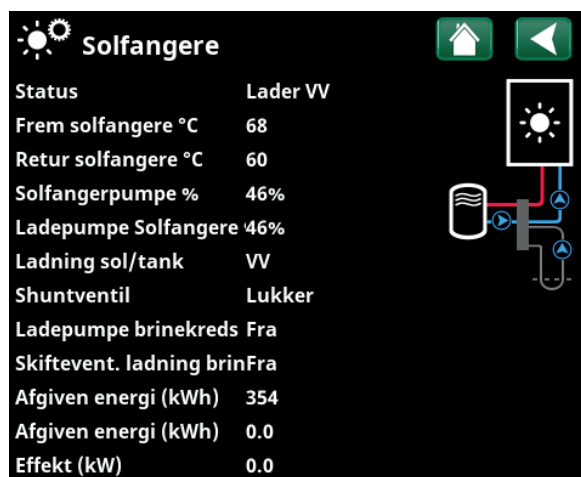 Solfangere
Status Lader VV
Frem solfangere °C 68
Retur solfangere °C 60
Solfangerpumpe % 46%
Ladepumpe Solfangere 46%
Ladning sol/tank VV
Shuntventil Lukker
Ladepumpe brinekreds Fra
Skiftevent. ladning brinFra
Afgiven energi (kWh) 354
Afgiven energi (kWh) 0.0
Effekt (kW) 0.0